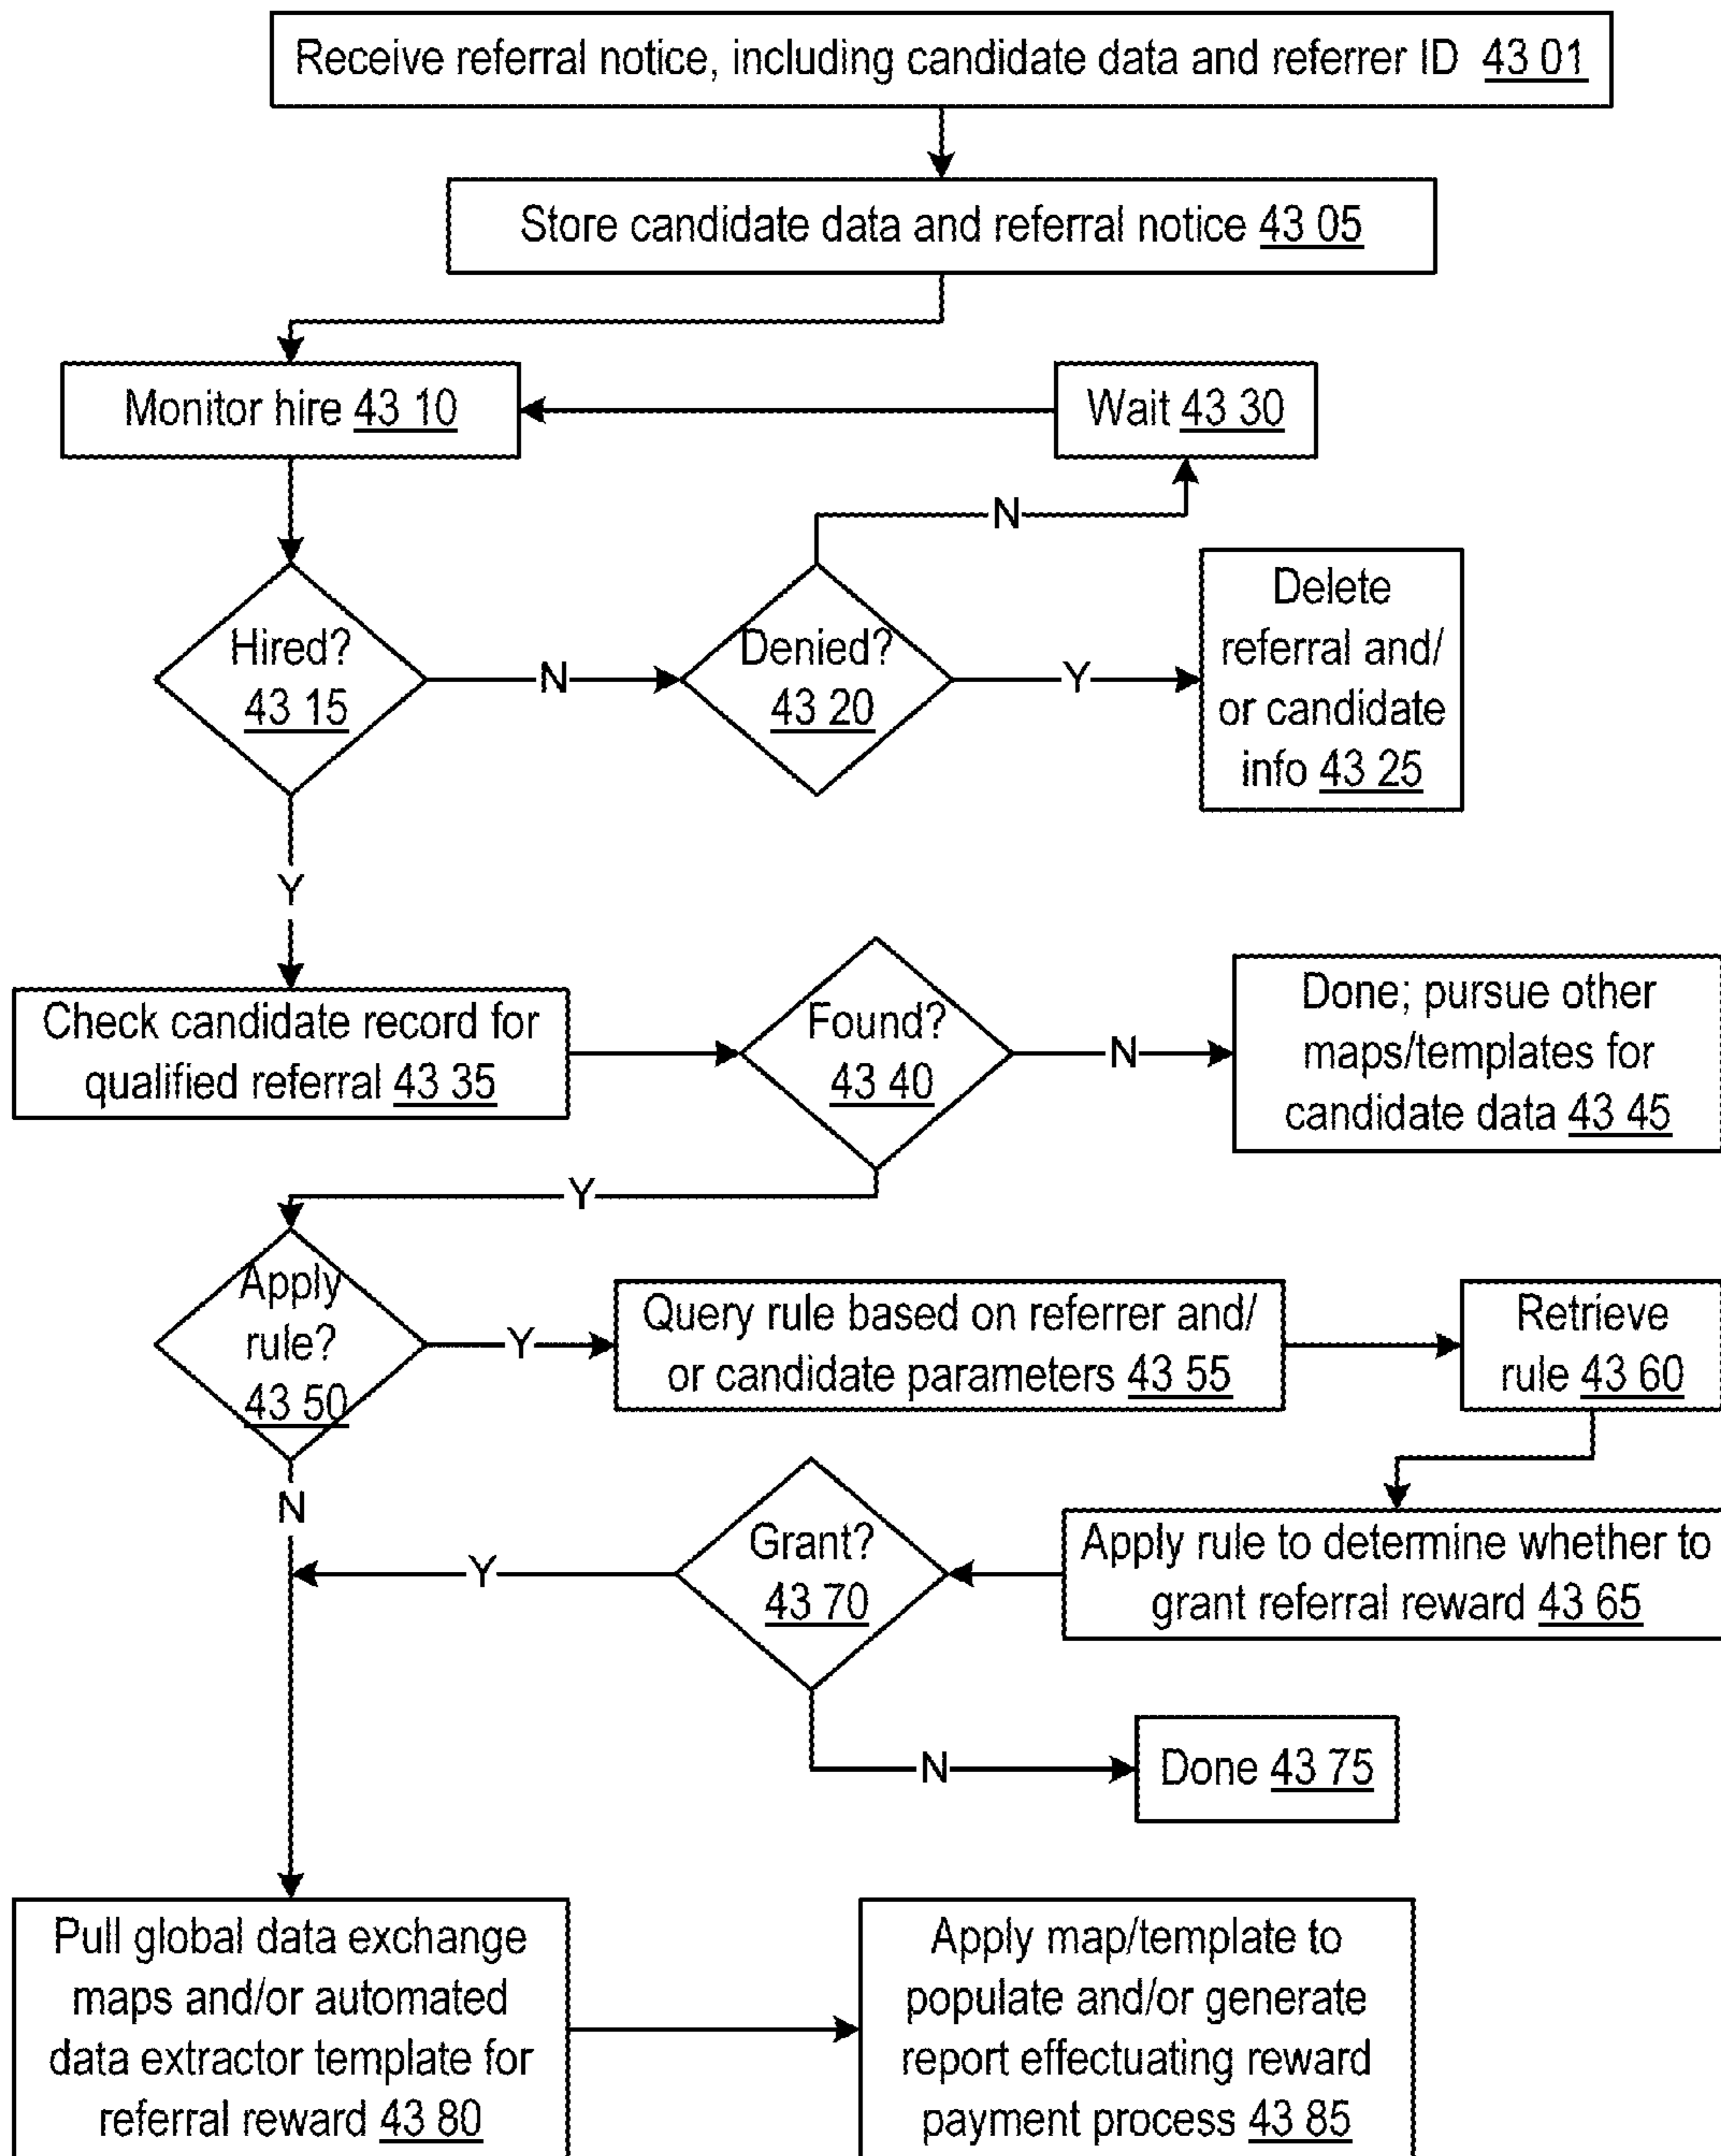 Receive referral notice, including candidate data and referrer ID 43 01
Store candidate data and referral notice 43 05
Monitor hire 43 10
Wait 43 30
N
Hired?
43 15
N
Denied?
43 20
Y
Delete
referral and/
or candidate
info 43 25
Y
Check candidate record for
qualified referral 43 35
Found?
43 40
N
Done; pursue other
maps/templates for
candidate data 43 45
Y
Apply
rule?
43 50
Y
Query rule based on referrer and/
or candidate parameters 43 55
Retrieve
rule 43 60
N
Apply rule to determine whether to
grant referral reward 43 65
Grant?
43 70
Y
N
Done 43 75
Pull global data exchange
maps and/or automated
data extractor template for
referral reward 43 80
Apply map/template to
populate and/or generate
report effectuating reward
payment process 43 85